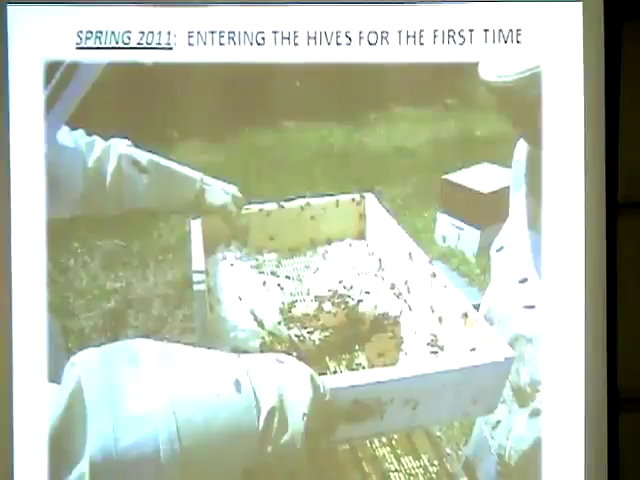 SPRING 2011: ENTERING THE HIVES FOR THE FIRST TIME